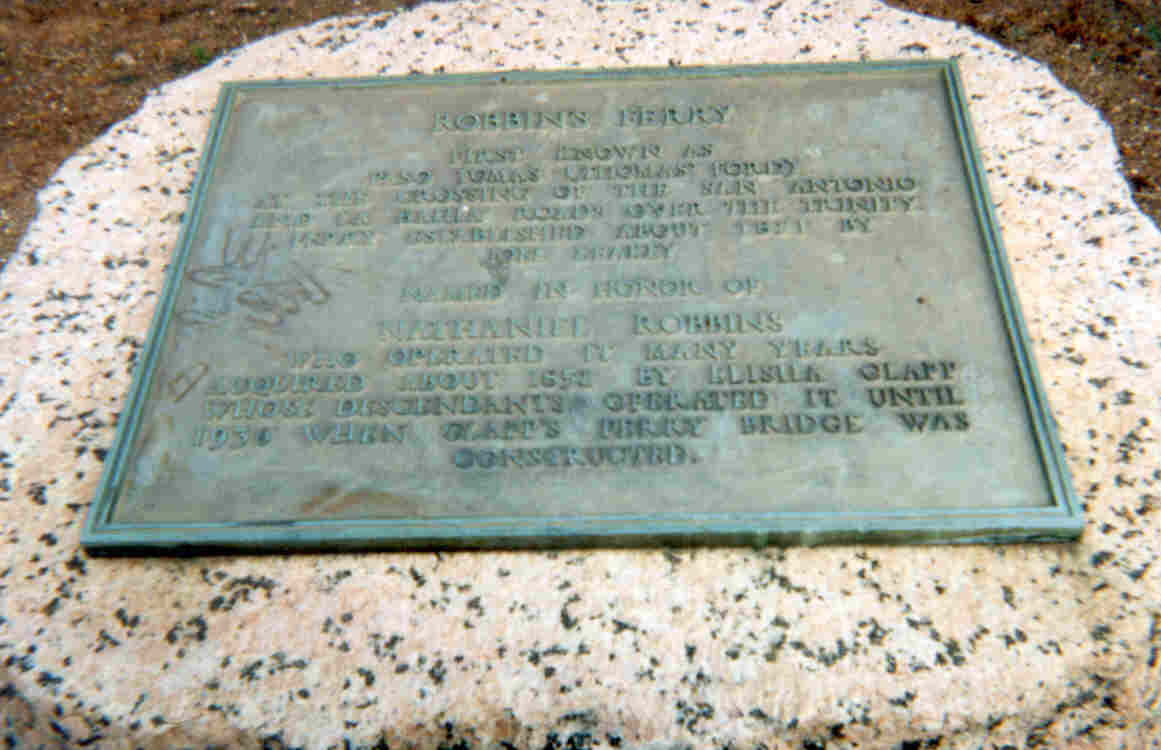 ROBBINS FERRY
FIRST KNOWN AS
PASO TOMAS (THOMAS' FORD)
AT THE CROSSING OF THE SAN ANTONIO
AND LA BAHIA ROADS OVER THE TRINITY.
FERRY ESTABLISHED ABOUT 1821 BY
JOEL LEAKEY
NAMED IN HONOR OF
NATHANIEL ROBBINS
WHO OPERATED IT MANY YEARS
ACQUIRED ABOUT BY ELISHA CLAPP
WHOSE DESCENDANTS OPERATED IT UNTIL
1930 WHEN CLAPP'S FERRY BRIDGE WAS
CONSTRUCTED.